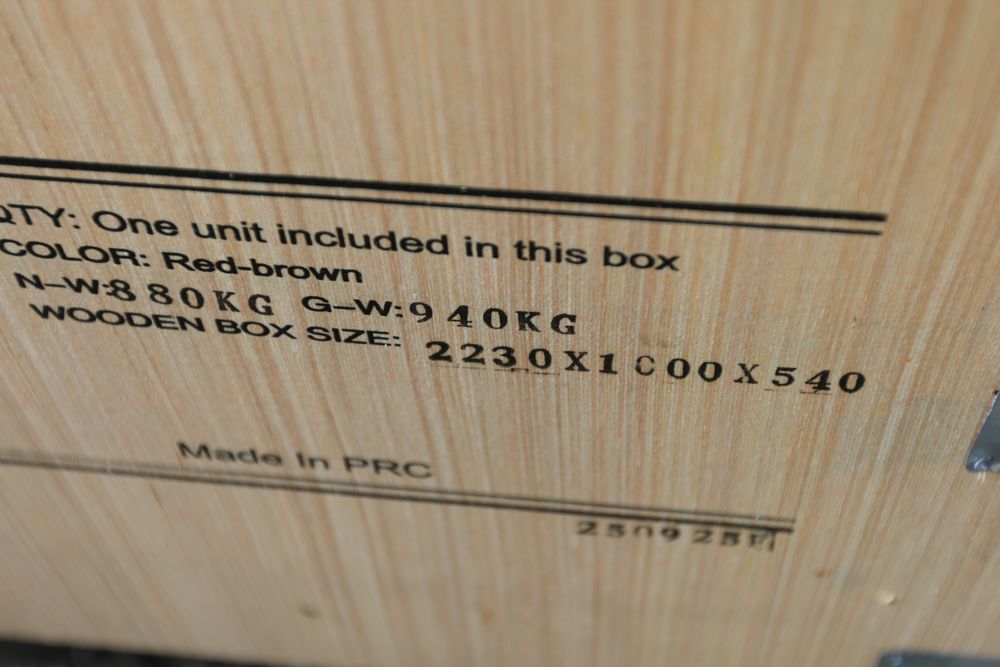 QTY: One unit included in this box
COLOR: Red-brown
N-W:880KG G-W:940KG
WOODEN BOX SIZE: 2230X1000X540
Made In PRC